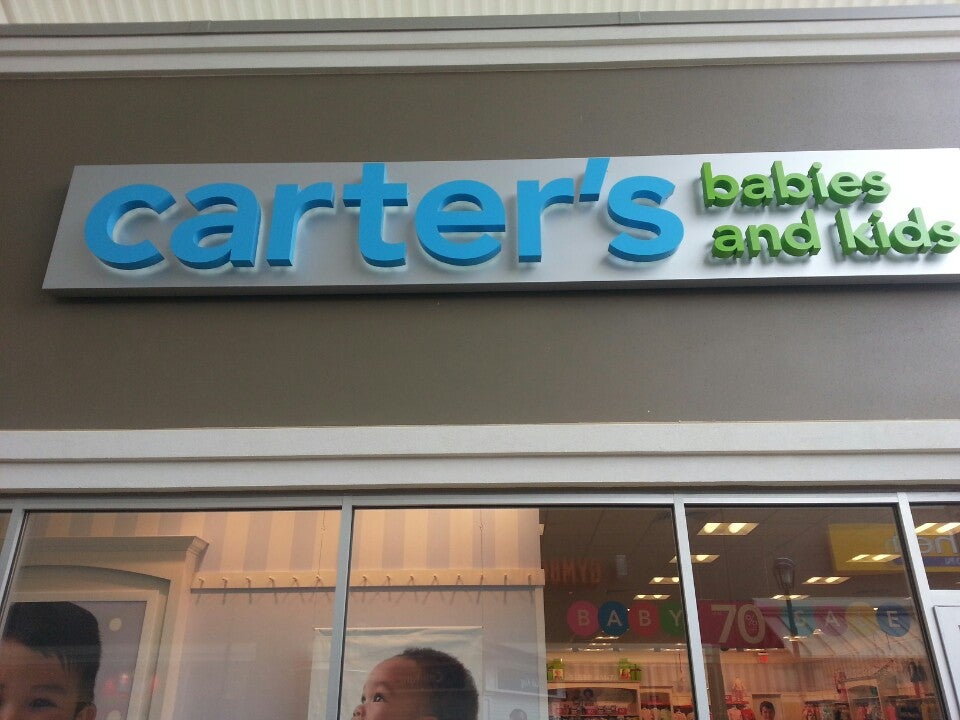 carter's
babies
and kids
BABY
70%